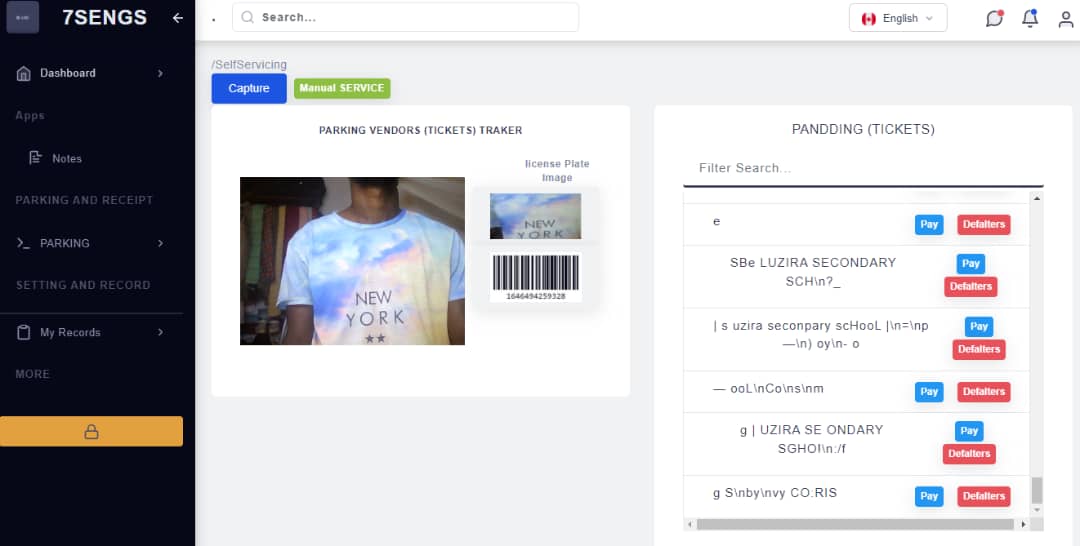 7SENGS
.
Search...
English
Dashboard
Apps
Notes
PARKING AND RECEIPT
PARKING
SETTING AND RECORD
My Records
MORE
/SelfServicing
Capture
Manual SERVICE
PARKING VENDORS (TICKETS) TRAKER
license Plate
Image
NEW
YORK
NEW
YORK
1646494259328
PANDDING (TICKETS)
Filter Search...
e
Pay
Defalters
SBe LUZIRA SECONDARY
SCH\n?_
Pay
Defalters
| s uzira seconpary scHooL |\n=\np
—\n) oy\n- o
Pay
Defalters
— ooL\nCo\ns\nm
Pay
Defalters
g | UZIRA SE ONDARY
SGHO!\n:/f
Pay
Defalters
g S\nby\nvy CO:RIS
Pay
Defalters